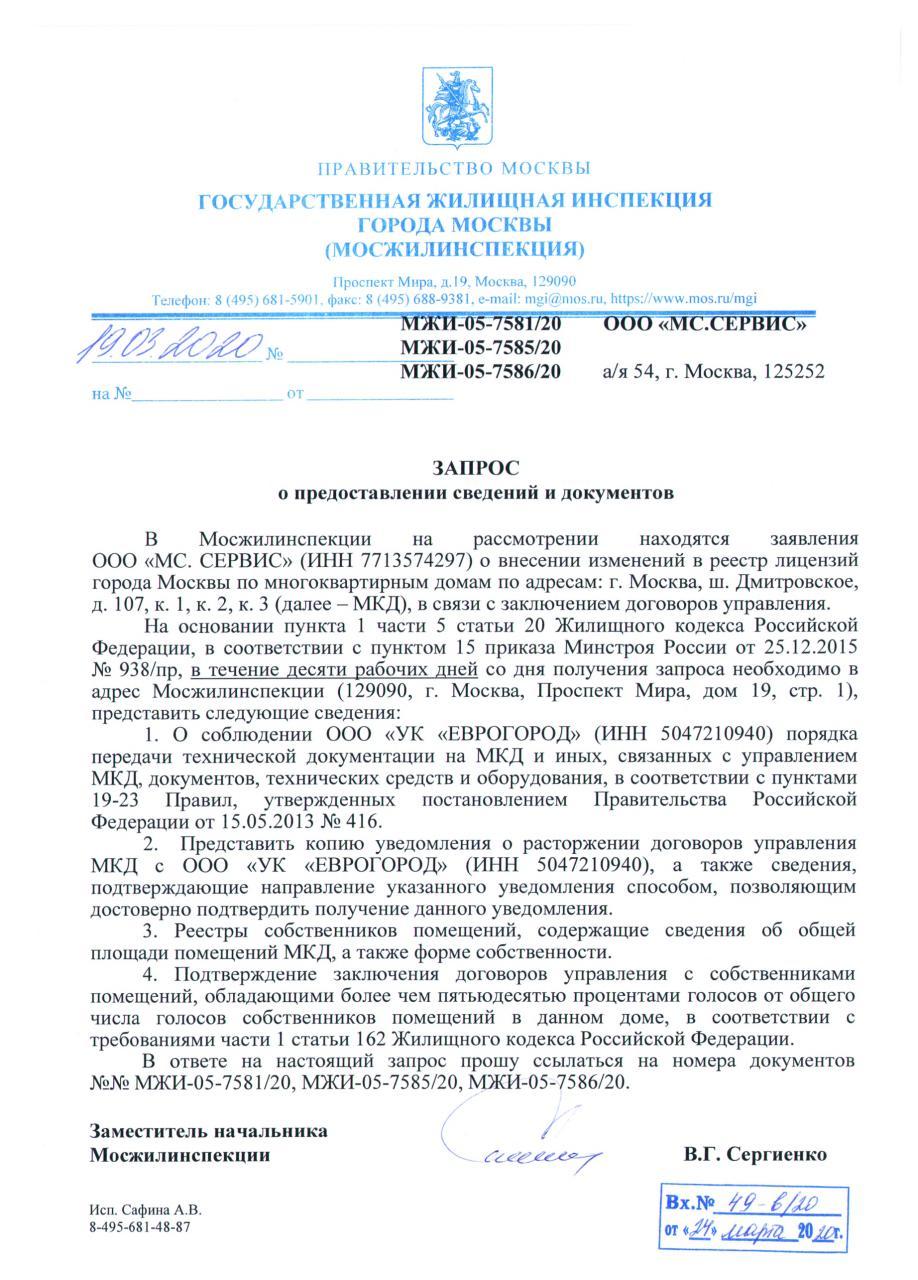 ПРАВИТЕЛЬСТВО МОСКВЫ
ГОСУДАРСТВЕННАЯ ЖИЛИЩНАЯ ИНСПЕКЦИЯ
ГОРОДА МОСКВЫ
(МОСЖИЛИНСПЕКЦИЯ)
Проспект Мира, д.19, Москва, 129090
Телефон: 8 (495) 681-5901, факс: 8 (495) 688-9381, e-mail: mgi@mos.ru, https://www.mos.ru/mgi
МЖИ-05-7581/20 ООО «МС.СЕРВИС»
19.03.2020 № МЖИ-05-7585/20
МЖИ-05-7586/20 а/я 54, г. Москва, 125252
на № от
ЗАПРОС
о предоставлении сведений и документов
В Мосжилинспекции на рассмотрении находятся заявления
ООО «МС. СЕРВИС» (ИНН 7713574297) о внесении изменений в реестр лицензий
города Москвы по многоквартирным домам по адресам: г. Москва, ш. Дмитровское,
д. 107, к. 1, к. 2, к. 3 (далее – МКД), в связи с заключением договоров управления.
На основании пункта 1 части 5 статьи 20 Жилищного кодекса Российской
Федерации, в соответствии с пунктом 15 приказа Минстроя России от 25.12.2015
№ 938/пр, в течение десяти рабочих дней со дня получения запроса необходимо в
адрес Мосжилинспекции (129090, г. Москва, Проспект Мира, дом 19, стр. 1),
представить следующие сведения:
1. О соблюдении ООО «УК «ЕВРОГОРОД» (ИНН 5047210940) порядка
передачи технической документации на МКД и иных, связанных с управлением
МКД, документов, технических средств и оборудования, в соответствии с пунктами
19-23 Правил, утвержденных постановлением Правительства Российской
Федерации от 15.05.2013 № 416.
2. Представить копию уведомления о расторжении договоров управления
МКД с ООО «УК «ЕВРОГОРОД» (ИНН 5047210940), а также сведения,
подтверждающие направление указанного уведомления способом, позволяющим
достоверно подтвердить получение данного уведомления.
3. Реестры собственников помещений, содержащие сведения об общей
площади помещений МКД, а также форме собственности.
4. Подтверждение заключения договоров управления с собственниками
помещений, обладающими более чем пятьюдесятью процентами голосов от общего
числа голосов собственников помещений в данном доме, в соответствии с
требованиями части 1 статьи 162 Жилищного кодекса Российской Федерации.
В ответе на настоящий запрос прошу ссылаться на номера документов
№№ МЖИ-05-7581/20, МЖИ-05-7585/20, МЖИ-05-7586/20.
Заместитель начальника
Мосжилинспекции В.Г. Сергиенко
Исп. Сафина А.В.
8-495-681-48-87
Вх.№ 49-в/20
от «24» марта 2020г.